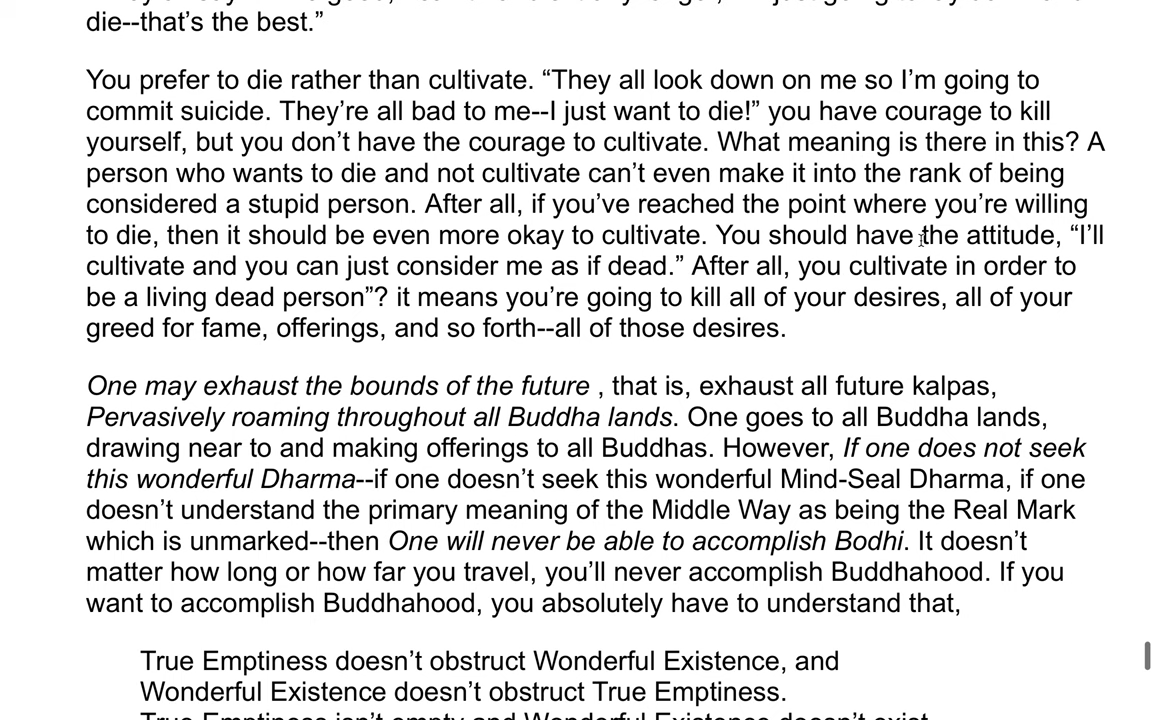 die--that's the best.”
You prefer to die rather than cultivate. “They all look down on me so I'm going to
commit suicide. They're all bad to me--I just want to die!” you have courage to kill
yourself, but you don't have the courage to cultivate. What meaning is there in this? A
person who wants to die and not cultivate can't even make it into the rank of being
considered a stupid person. After all, if you've reached the point where you're willing
to die, then it should be even more okay to cultivate. You should have the attitude, “I'll
cultivate and you can just consider me as if dead.” After all, you cultivate in order to
be a living dead person”? it means you're going to kill all of your desires, all of your
greed for fame, offerings, and so forth--all of those desires.
One may exhaust the bounds of the future , that is, exhaust all future kalpas,
Pervasively roaming throughout all Buddha lands. One goes to all Buddha lands,
drawing near to and making offerings to all Buddhas. However, If one does not seek
this wonderful Dharma--if one doesn't seek this wonderful Mind-Seal Dharma, if one
doesn't understand the primary meaning of the Middle Way as being the Real Mark
which is unmarked--then One will never be able to accomplish Bodhi. It doesn't
matter how long or how far you travel, you'll never accomplish Buddhahood. If you
want to accomplish Buddhahood, you absolutely have to understand that,
True Emptiness doesn't obstruct Wonderful Existence, and
Wonderful Existence doesn't obstruct True Emptiness.
True Emptiness isn't empty and Wonderful Existence doesn't exist